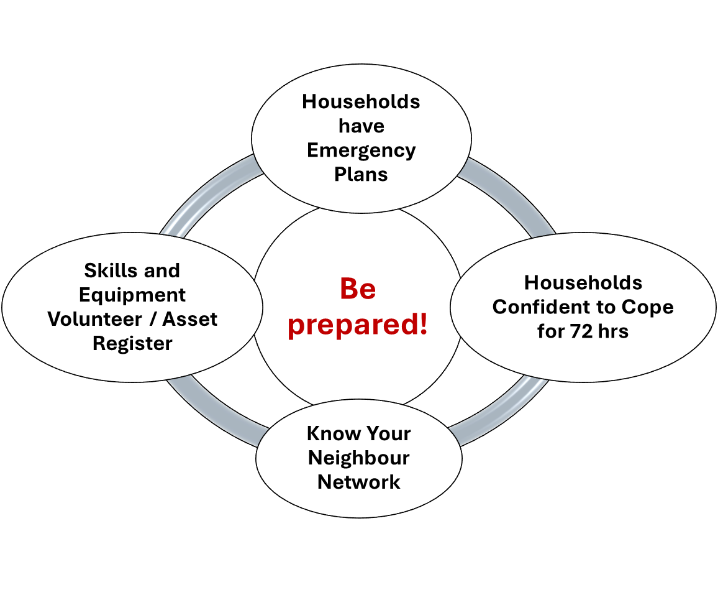 Households
have
Emergency
Plans
Skills and
Equipment
Volunteer / Asset
Register
Be
prepared!
Households
Confident to Cope
for 72 hrs
Know Your
Neighbour
Network